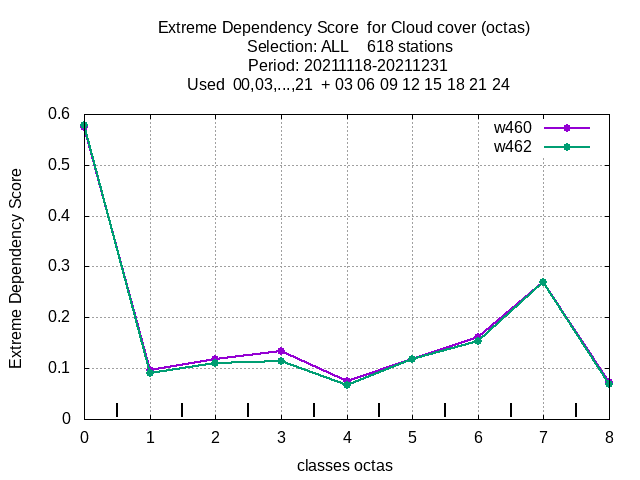 Extreme Dependency Score  for Cloud cover (octas)
Selection: ALL    618 stations
Period: 20211118-20211231
Used  00,03,...,21  + 03 06 09 12 15 18 21 24
w460
w462
Extreme Dependency Score
0.6
0.5
0.4
0.3
0.2
0.1
0
0 1 2 3 4 5 6 7 8
classes octas